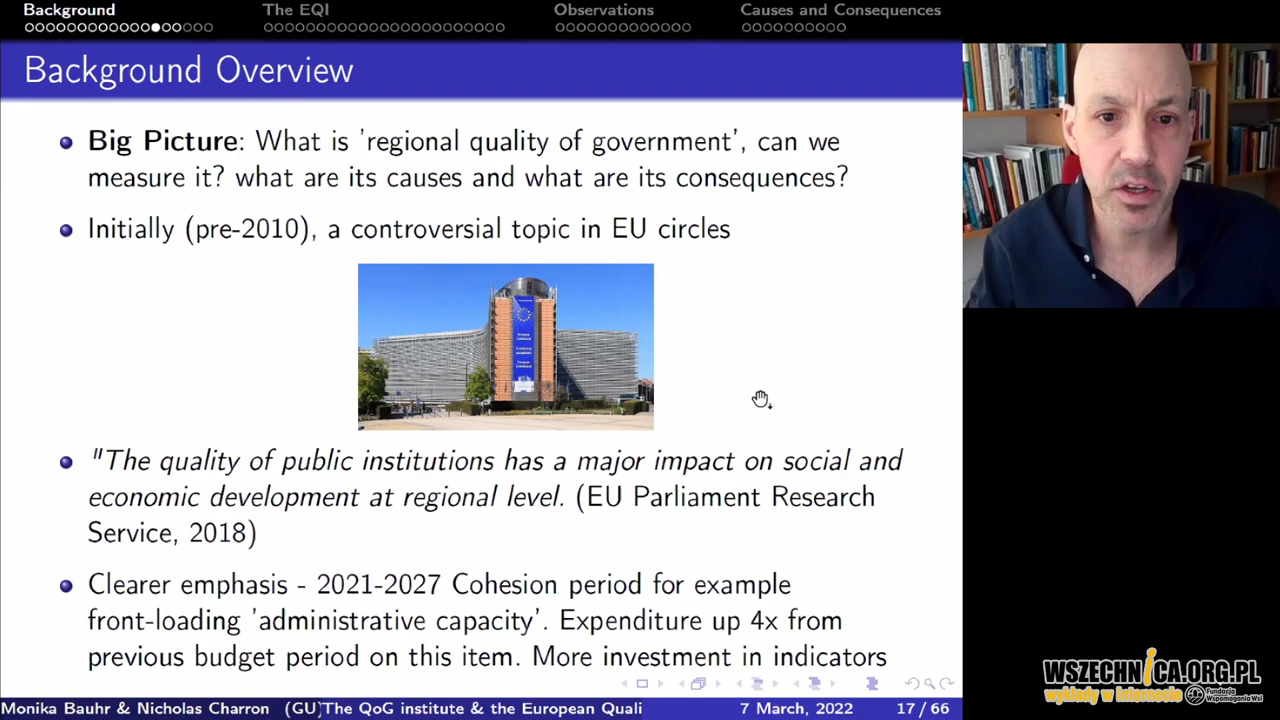 Background The EQI Observations Causes and Consequences
Background Overview
Big Picture: What is 'regional quality of government', can we
measure it? what are its causes and what are its consequences?
Initially (pre-2010), a controversial topic in EU circles
"The quality of public institutions has a major impact on social and
economic development at regional level. (EU Parliament Research
Service, 2018)
Clearer emphasis - 2021-2027 Cohesion period for example
front-loading 'administrative capacity'. Expenditure up 4x from
previous budget period on this item. More investment in indicators
Monika Bauhr & Nicholas Charron (GU) The QoG institute & the European Quali 7 March, 2022 17 / 66
WSZECHNICA.ORG.PL
wykłady w internecie Fundacja
Wspomagania Wsi